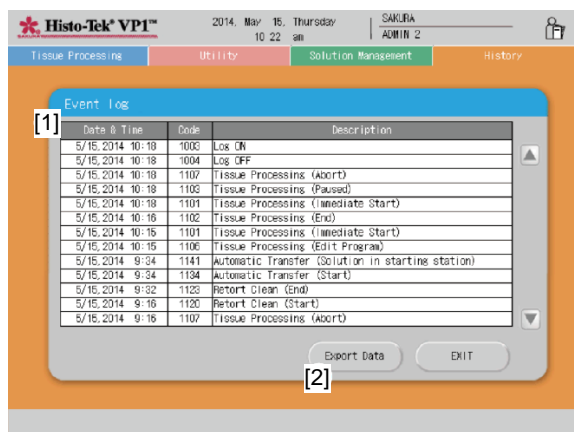 Histo-Tek® VP1™
2014, May 15, Thursday
10 22 am
SAKURA
ADMIN 2
Tissue Processing
Utility
Solution Management
History
Event log
[1]
Date & Time Code Description
5/15,2014 10:18 1003 Log ON
5/15,2014 10:18 1004 Log OFF
5/15,2014 10:18 1107 Tissue Processing (Abort)
5/15,2014 10:18 1103 Tissue Processing (Paused)
5/15,2014 10:18 1101 Tissue Processing (Immediate Start)
5/15,2014 10:16 1102 Tissue Processing (End)
5/15,2014 10:15 1101 Tissue Processing (Immediate Start)
5/15,2014 10:15 1106 Tissue Processing (Edit Program)
5/15,2014 9:34 1141 Automatic Transfer (Solution in starting station)
5/15,2014 9:34 1134 Automatic Transfer (Start)
5/15,2014 9:32 1123 Retort Clean (End)
5/15,2014 9:16 1120 Retort Clean (Start)
5/15,2014 9:16 1107 Tissue Processing (Abort)
Export Data
EXIT
[2]